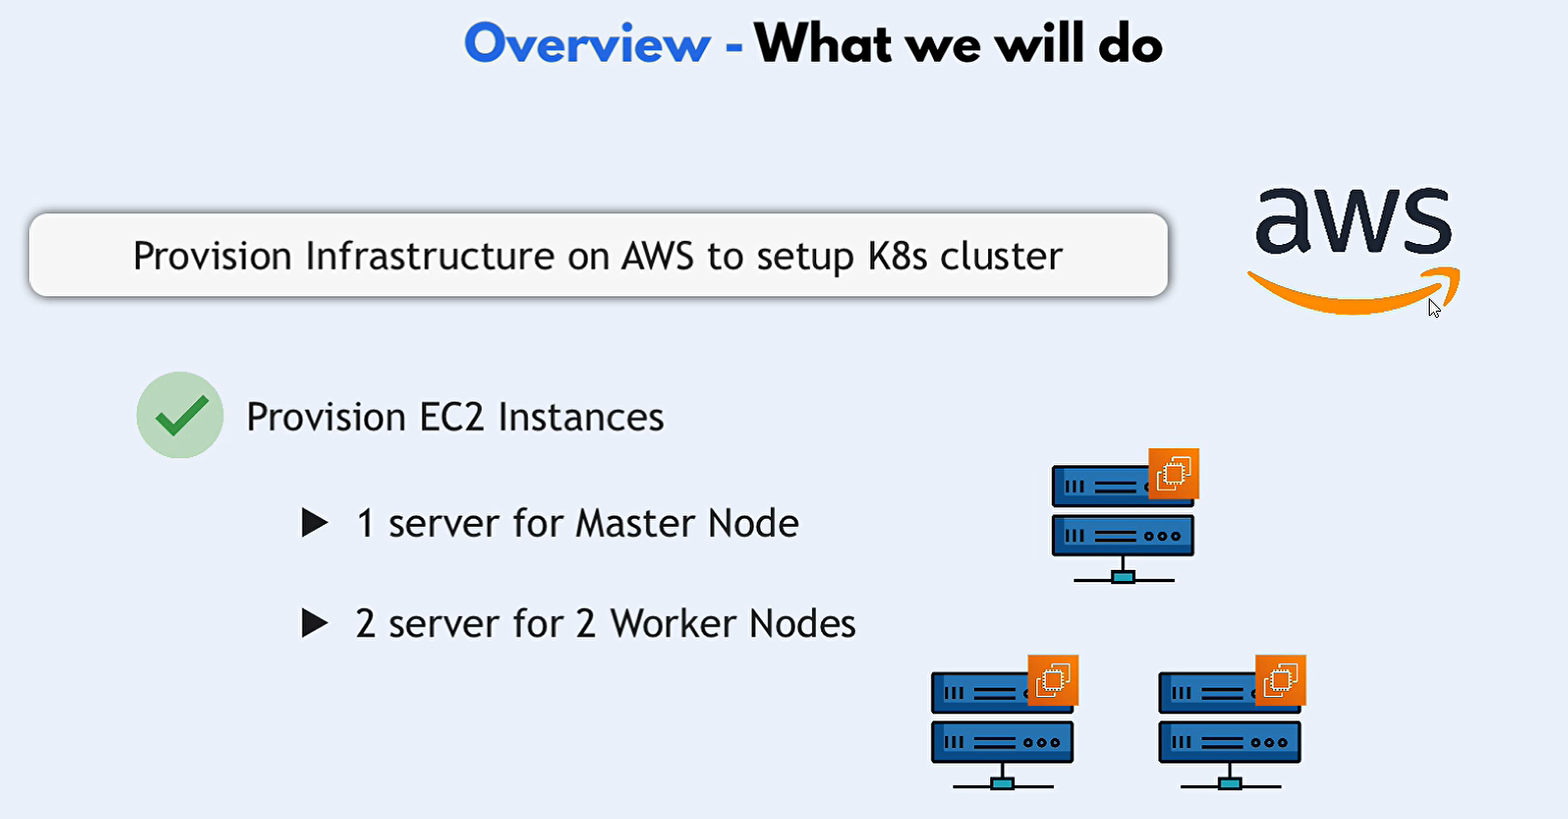 Overview - What we will do
aws
Provision Infrastructure on AWS to setup K8s cluster
Provision EC2 Instances
1 server for Master Node
2 server for 2 Worker Nodes